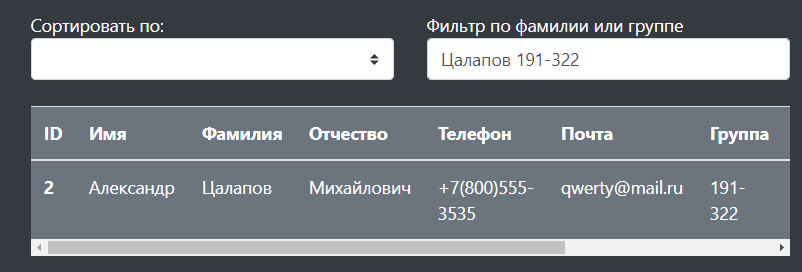 Сортировать по: Фильтр по фамилии или группе
Цалапов 191-322
ID Имя Фамилия Отчество Телефон Почта Группа
2 Александр Цалапов Михайлович +7(800)555- qwerty@mail.ru 191-
3535 322